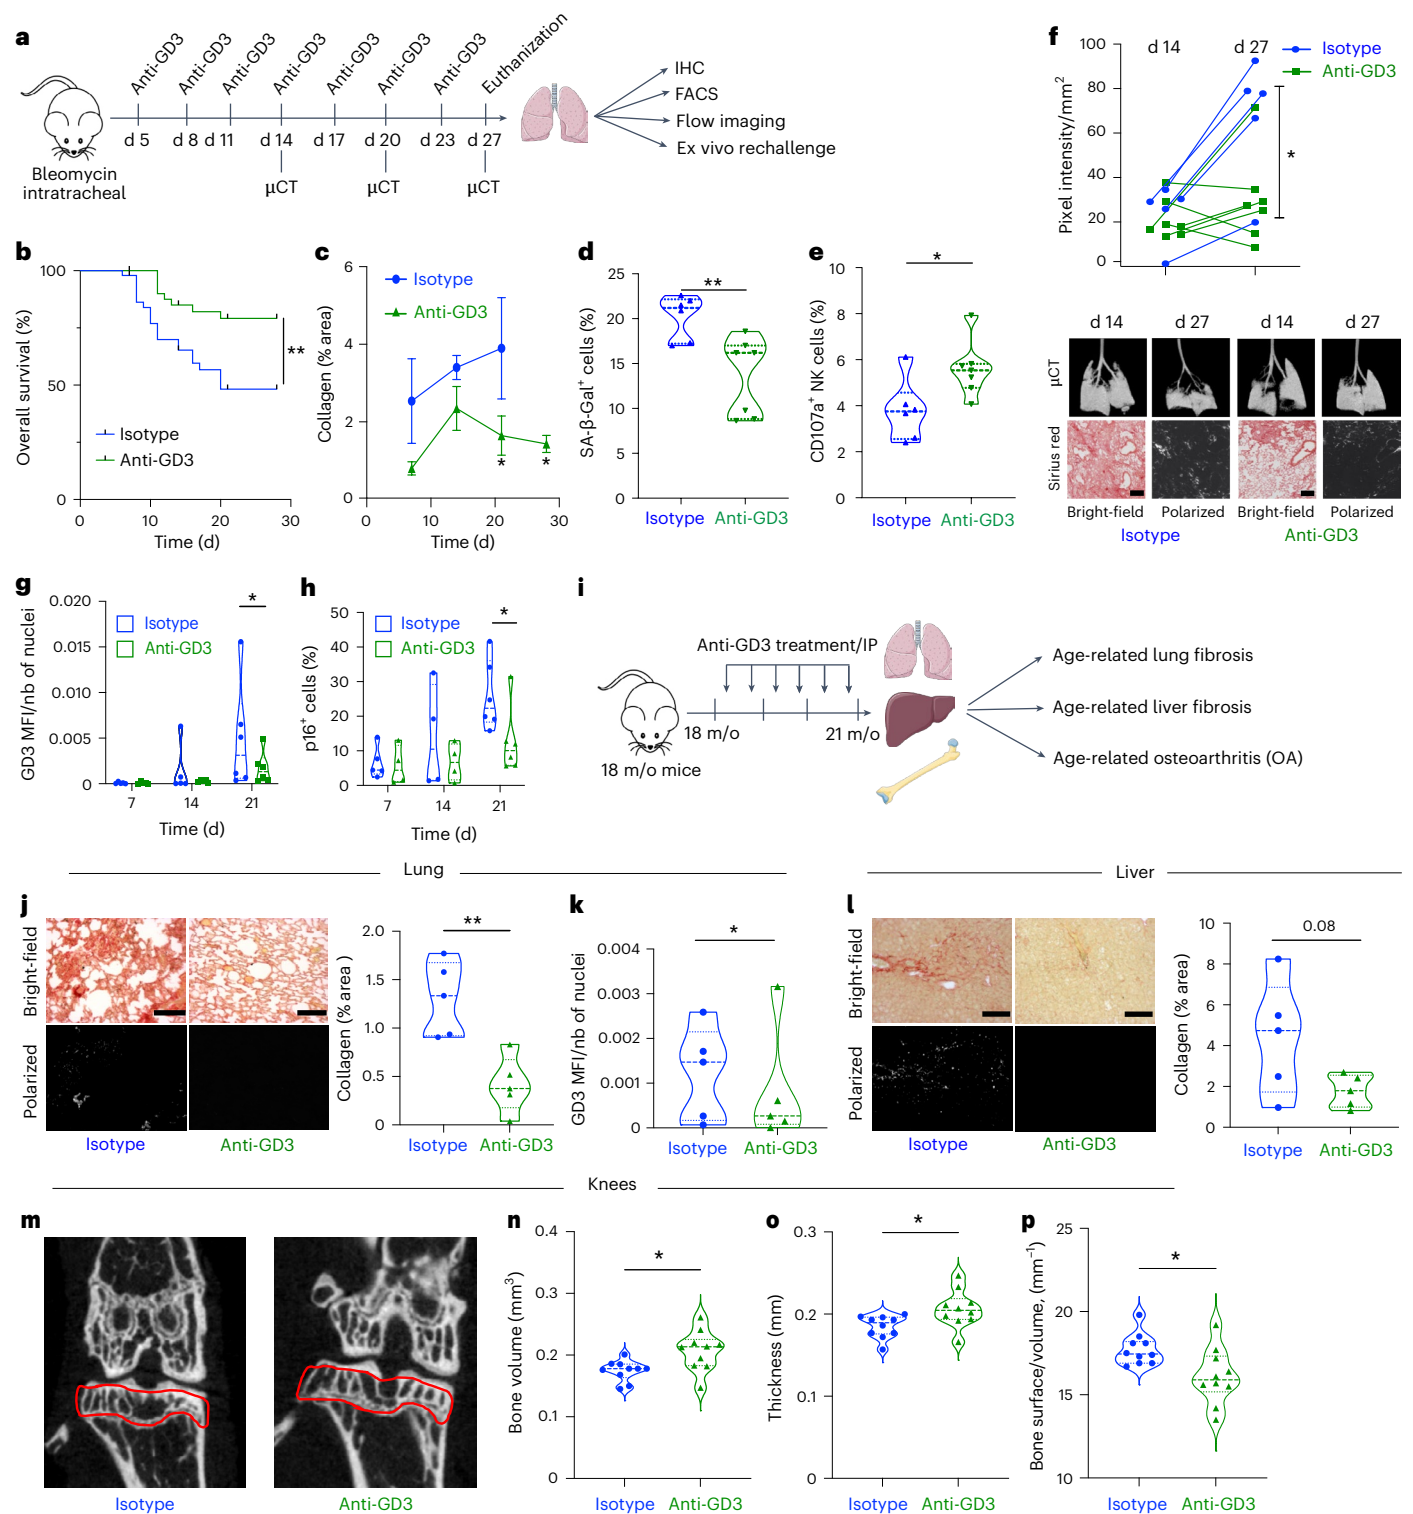 a
Anti-GD3
Anti-GD3
Anti-GD3
Anti-GD3
Anti-GD3
Anti-GD3
Anti-GD3
Euthanization
d 5
d 8
d 11
d 14
d 17
d 20
d 23
d 27
µCT
µCT
µCT
Bleomycin
intratracheal
IHC
FACS
Flow imaging
Ex vivo rechallenge
b
Overall survival (%)
100
50
0
0
10
20
30
Time (d)
Isotype
Anti-GD3
**
c
Collagen (% area)
6
4
2
0
0
10
20
30
Time (d)
Isotype
Anti-GD3
*
*
d
SA-β-Gal+ cells (%)
25
20
15
10
5
0
**
Isotype
Anti-GD3
e
CD107a+ NK cells (%)
10
8
6
4
2
0
*
Isotype
Anti-GD3
f
Pixel intensity/mm2
100
80
60
40
20
0
d 14
d 27
Isotype
Anti-GD3
*
d 14
d 27
d 14
d 27
µCT
Sirius red
Bright-field
Polarized
Bright-field
Polarized
Isotype
Anti-GD3
g
GD3 MFI/nb of nuclei
0.020
0.015
0.010
0.005
0
7
14
21
Time (d)
Isotype
Anti-GD3
*
h
p16+ cells (%)
50
40
30
20
10
0
7
14
21
Time (d)
Isotype
Anti-GD3
*
i
Anti-GD3 treatment/IP
18 m/o
21 m/o
18 m/o mice
Age-related lung fibrosis
Age-related liver fibrosis
Age-related osteoarthritis (OA)
Lung
Liver
j
Bright-field
Polarized
Isotype
Anti-GD3
Collagen (% area )
2.0
1.5
1.0
0.5
0
**
Isotype
Anti-GD3
k
GD3 MFI/nb of nuclei
0.004
0.003
0.002
0.001
0
*
Isotype
Anti-GD3
l
Bright-field
Polarized
Isotype
Anti-GD3
Collagen (% area)
10
8
6
4
2
0
0.08
Isotype
Anti-GD3
Knees
m
Isotype
Anti-GD3
n
Bone volume (mm3)
0.4
0.3
0.2
0.1
0
*
Isotype
Anti-GD3
o
Thickness (mm)
0.3
0.2
0.1
0
*
Isotype
Anti-GD3
p
Bone surface/volume, (mm−1)
25
20
15
10
*
Isotype
Anti-GD3